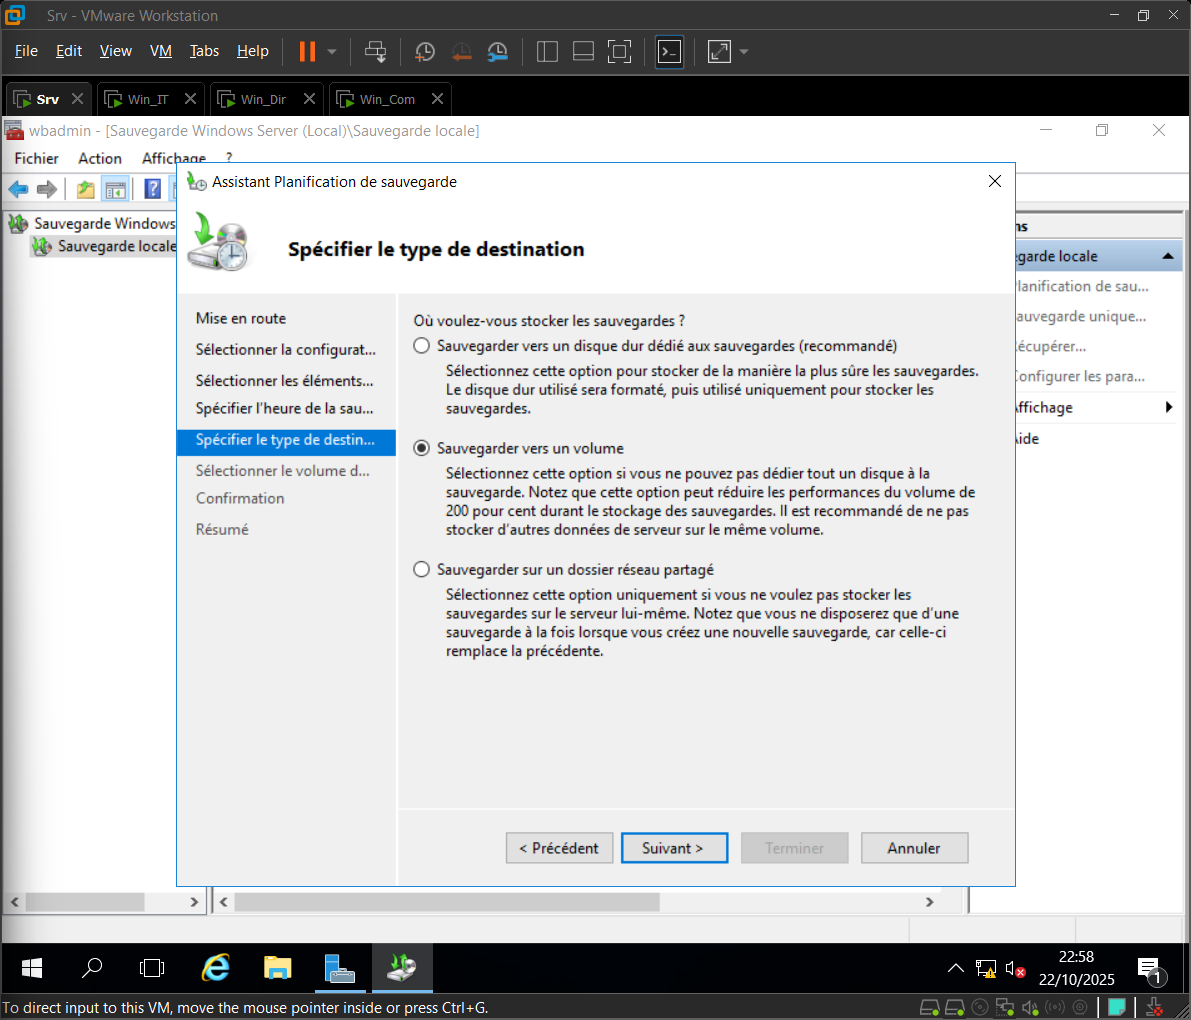 Srv - VMware Workstation
File Edit View VM Tabs Help
Srv Win_IT Win_Dir Win_Com
wbadmin - [Sauvegarde Windows Server (Local)\Sauvegarde locale]
Fichier Action Affichage ?
Assistant Planification de sauvegarde
Spécifier le type de destination
Sauvegarde Windows
Sauvegarde locale
Mise en route
Sélectionner la configurat...
Sélectionner les éléments...
Spécifier l'heure de la sau...
Spécifier le type de destin...
Sélectionner le volume d...
Confirmation
Résumé
Où voulez-vous stocker les sauvegardes ?
Sauvegarder vers un disque dur dédié aux sauvegardes (recommandé)
Sélectionnez cette option pour stocker de la manière la plus sûre les sauvegardes.
Le disque dur utilisé sera formaté, puis utilisé uniquement pour stocker les
sauvegardes.
Sauvegarder vers un volume
Sélectionnez cette option si vous ne pouvez pas dédier tout un disque à la
sauvegarde. Notez que cette option peut réduire les performances du volume de
200 pour cent durant le stockage des sauvegardes. Il est recommandé de ne pas
stocker d'autres données de serveur sur le même volume.
Sauvegarder sur un dossier réseau partagé
Sélectionnez cette option uniquement si vous ne voulez pas stocker les
sauvegardes sur le serveur lui-même. Notez que vous ne disposerez que d'une
sauvegarde à la fois lorsque vous créez une nouvelle sauvegarde, car celle-ci
remplace la précédente.
< Précédent Suivant > Terminer Annuler
ns
egarde locale
lanification de sau...
auvegarde unique...
écupérer...
onfigurer les para...
ffichage
ide
22:58
22/10/2025
1
To direct input to this VM, move the mouse pointer inside or press Ctrl+G.